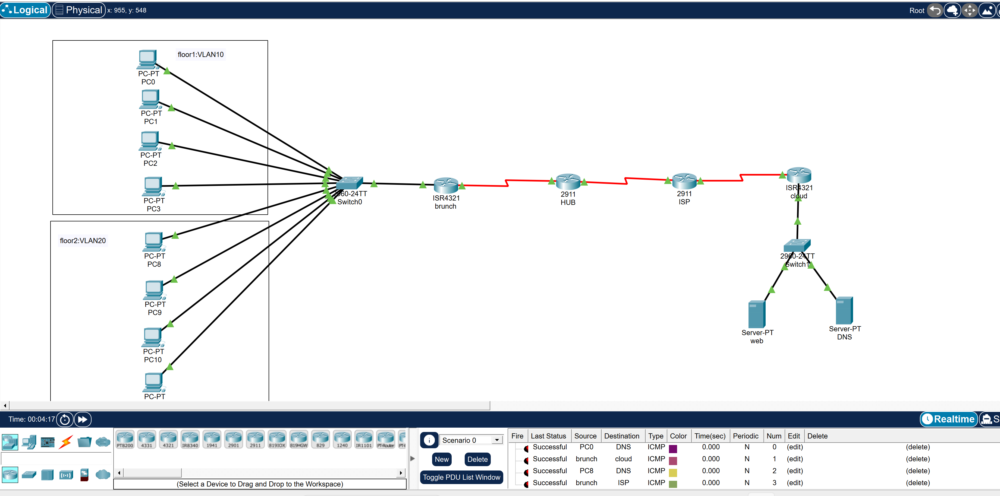 Logical Physical x: 955, y: 548 Root
floor1:VLAN10
PC-PT
PC0
PC-PT
PC1
PC-PT
PC2
PC-PT
PC3
floor2:VLAN20
PC-PT
PC8
PC-PT
PC9
PC-PT
PC10
PC-PT
960-24TT
Switch0
ISR4321
brunch
2911
HUB
2911
ISP
ISR4321
cloud
2960-24TT
Switch1
Server-PT
web
Server-PT
DNS
Time: 00:04:17 Realtime S
PT8200 4331 4321 IR8340 1941 2901 2911 819IOX 819HGW 829 1240 IR1101 PT-Router PT-E
(Select a Device to Drag and Drop to the Workspace)
Scenario 0
New Delete
Toggle PDU List Window
Fire Last Status Source Destination Type Color Time(sec) Periodic Num Edit Delete
Successful PC0 DNS ICMP 0.000 N 0 (edit) (delete)
Successful brunch cloud ICMP 0.000 N 1 (edit) (delete)
Successful PC8 DNS ICMP 0.000 N 2 (edit) (delete)
Successful brunch ISP ICMP 0.000 N 3 (edit) (delete)